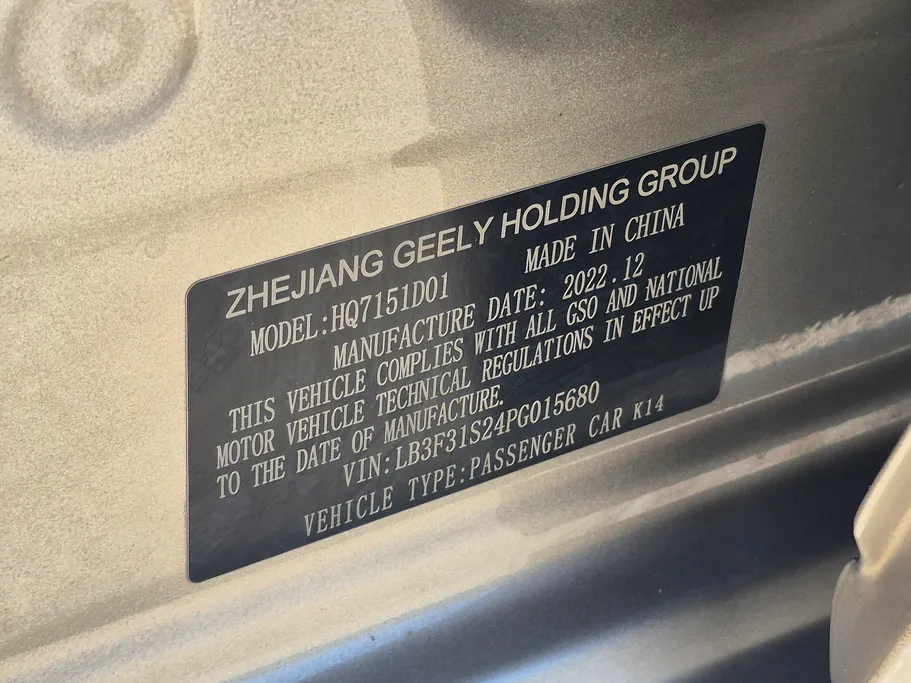 ZHEJIANG GEELY HOLDING GROUP
MODEL:HQ7151D01 MADE IN CHINA
MANUFACTURE DATE: 2022.12
THIS VEHICLE COMPLIES WITH ALL GSO AND NATIONAL
MOTOR VEHICLE TECHNICAL REGULATIONS IN EFFECT UP
TO THE DATE OF MANUFACTURE.
VIN:LB3F31S24PG015680
VEHICLE TYPE:PASSENGER CAR K14